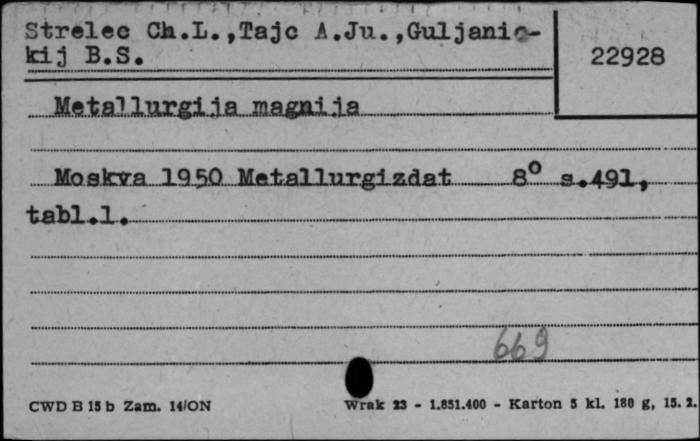 Strelec Ch.L.,Tajc A.Ju.,Guljanic-
kij B.S.
22928
Metallurgija magnija
Moskva 1950 Metallurgizdat 8° s.491,
tabl.1.
669
CWD B 15 b Zam. 14/ON Wrak 23 - 1.851.400 - Karton 5 kl. 180 g, 15. 2.